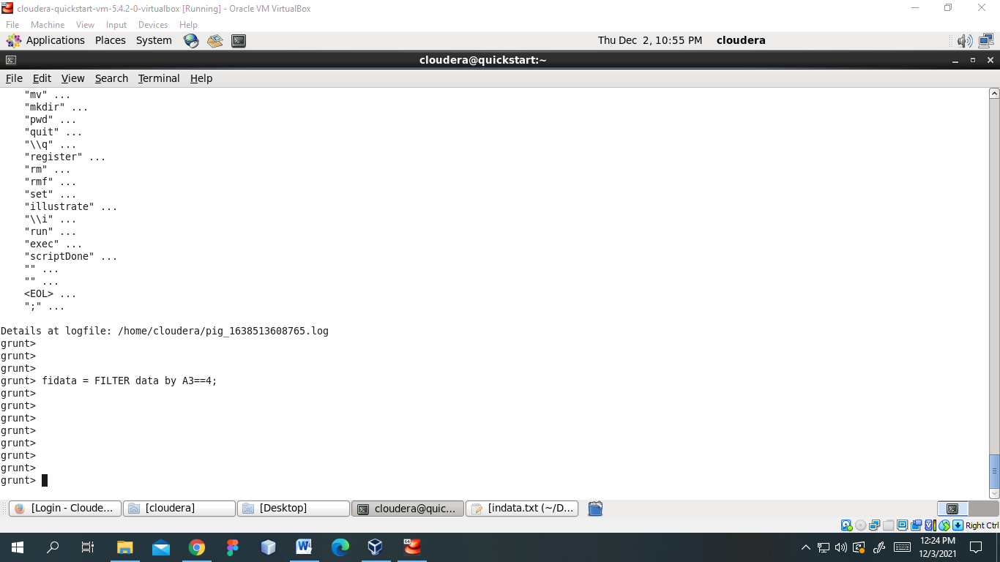 cloudera-quickstart-vm-5.4.2-0-virtualbox [Running] - Oracle VM VirtualBox
File Machine View Input Devices Help
Applications Places System Thu Dec 2, 10:55 PM cloudera
cloudera@quickstart:~
File Edit View Search Terminal Help
"mv" ...
"mkdir" ...
"pwd" ...
"quit" ...
"\\q" ...
"register" ...
"rm" ...
"rmf" ...
"set" ...
"illustrate" ...
"\\i" ...
"run" ...
"exec" ...
"scriptDone" ...
"" ...
"" ...
<EOL> ...
";" ...
Details at logfile: /home/cloudera/pig_1638513608765.log
grunt>
grunt>
grunt>
grunt> fidata = FILTER data by A3==4;
grunt>
grunt>
grunt>
grunt>
grunt>
grunt>
grunt>
grunt>
[Login - Cloude... [cloudera] [Desktop] cloudera@quic... [indata.txt (~/D...
Right Ctrl
12:24 PM
12/3/2021